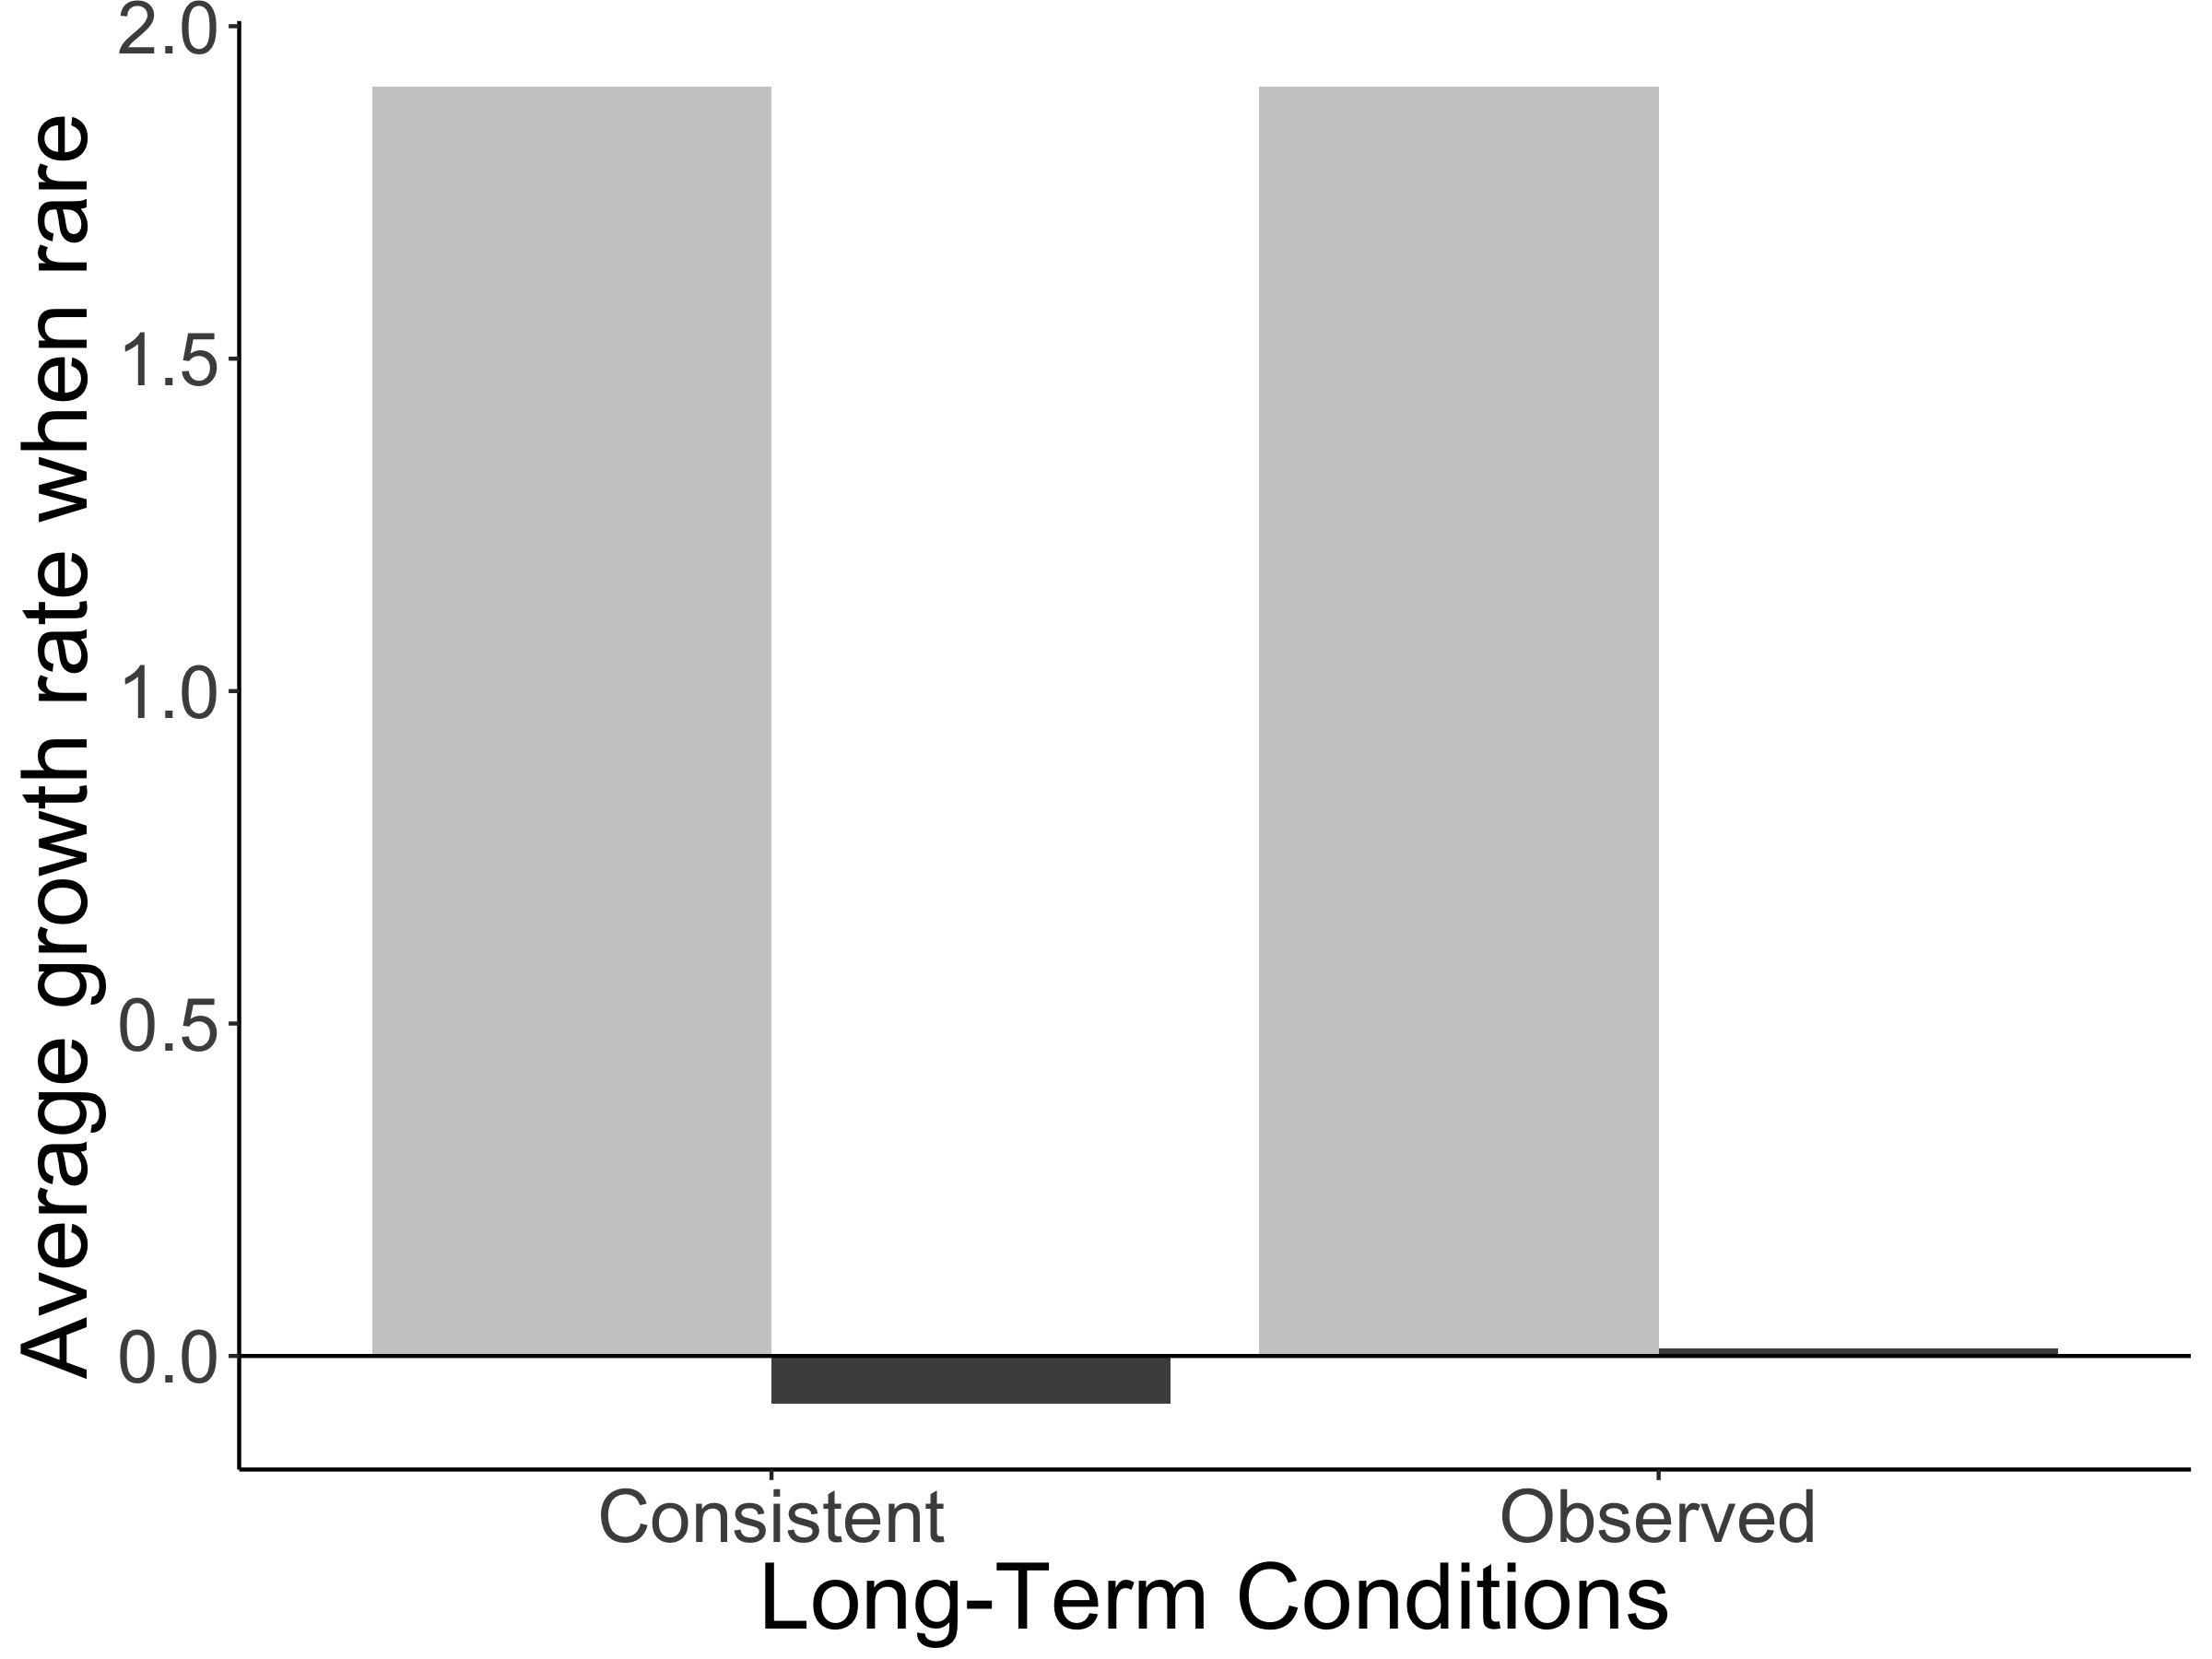 Average growth rate when rare
2.0
1.5
1.0
0.5
0.0
Consistent Observed
Long-Term Conditions